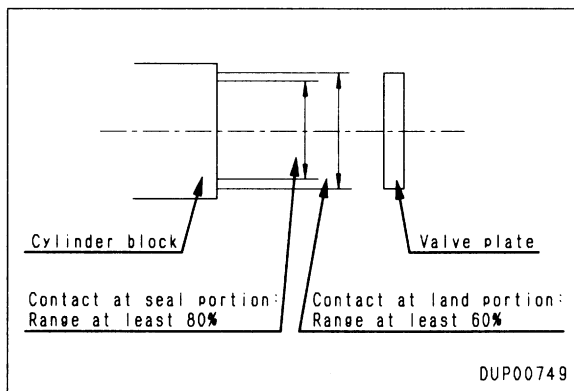 Cylinder block
Valve plate
Contact at seal portion:
Range at least 80%
Contact at land portion:
Range at least 60%
DUP00749